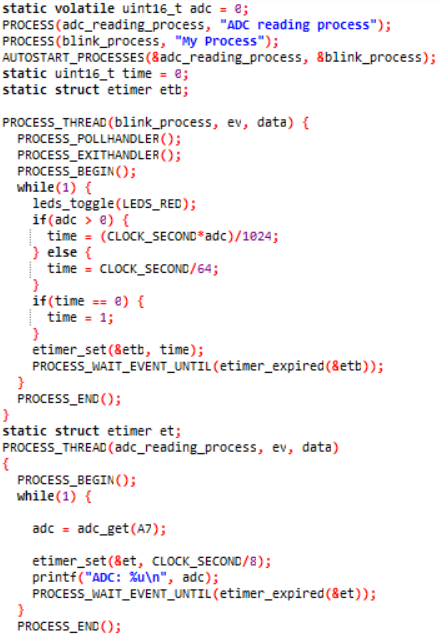 static volatile uint16_t adc = 0;
PROCESS(adc_reading_process, "ADC reading process");
PROCESS(blink_process, "My Process");
AUTOSTART_PROCESSES(&adc_reading_process, &blink_process);
static uint16_t time = 0;
static struct etimer etb;

PROCESS_THREAD(blink_process, ev, data) {
  PROCESS_POLLHANDLER();
  PROCESS_EXITHANDLER();
  PROCESS_BEGIN();
  while(1) {
    leds_toggle(LEDS_RED);
    if(adc > 0) {
      time = (CLOCK_SECOND*adc)/1024;
    } else {
      time = CLOCK_SECOND/64;
    }
    if(time == 0) {
      time = 1;
    }
    etimer_set(&etb, time);
    PROCESS_WAIT_EVENT_UNTIL(etimer_expired(&etb));
  }
  PROCESS_END();
}
static struct etimer et;
PROCESS_THREAD(adc_reading_process, ev, data)
{
  PROCESS_BEGIN();
  while(1) {

    adc = adc_get(A7);

    etimer_set(&et, CLOCK_SECOND/8);
    printf("ADC: %u\n", adc);
    PROCESS_WAIT_EVENT_UNTIL(etimer_expired(&et));
  }
  PROCESS_END();